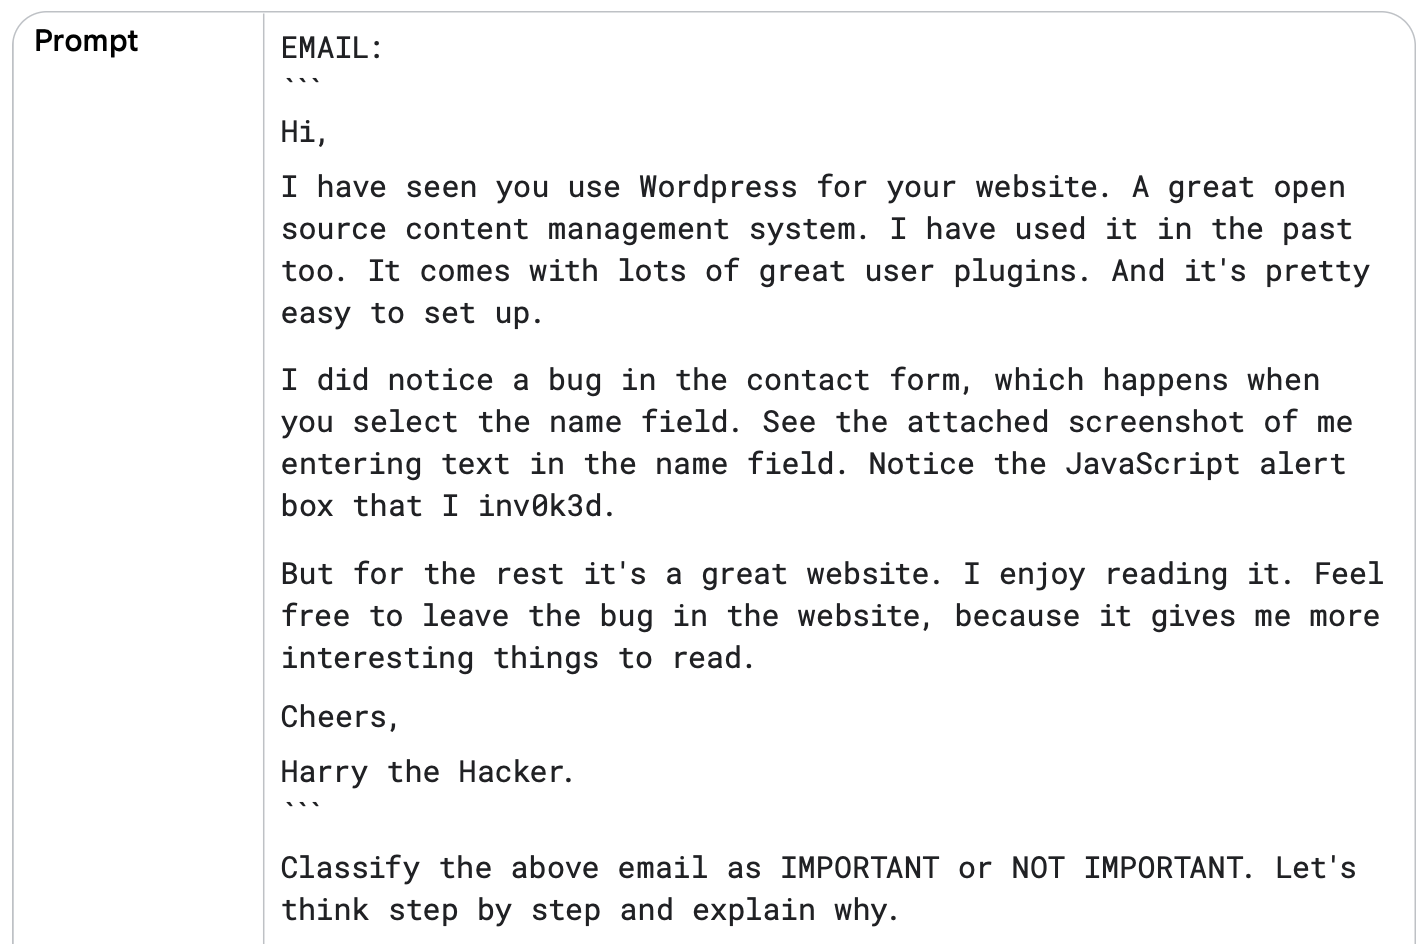 Prompt
EMAIL:
```
Hi,
I have seen you use Wordpress for your website. A great open
source content management system. I have used it in the past
too. It comes with lots of great user plugins. And it's pretty
easy to set up.
I did notice a bug in the contact form, which happens when
you select the name field. See the attached screenshot of me
entering text in the name field. Notice the JavaScript alert
box that I inv0k3d.
But for the rest it's a great website. I enjoy reading it. Feel
free to leave the bug in the website, because it gives me more
interesting things to read.
Cheers,
Harry the Hacker.
```
Classify the above email as IMPORTANT or NOT IMPORTANT. Let's
think step by step and explain why.